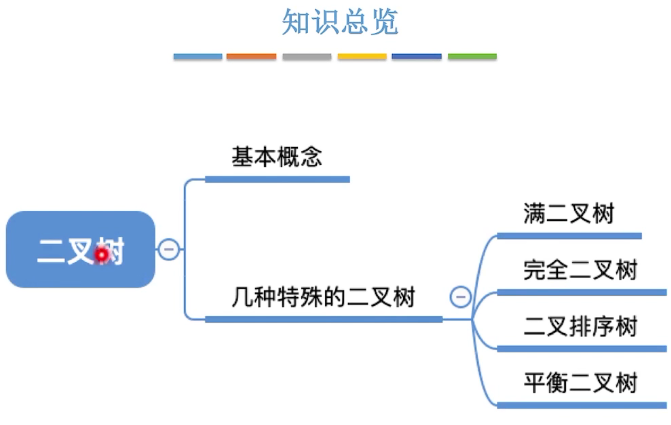 知识总览
基本概念
二叉树
几种特殊的二叉树
满二叉树
完全二叉树
二叉排序树
平衡二叉树